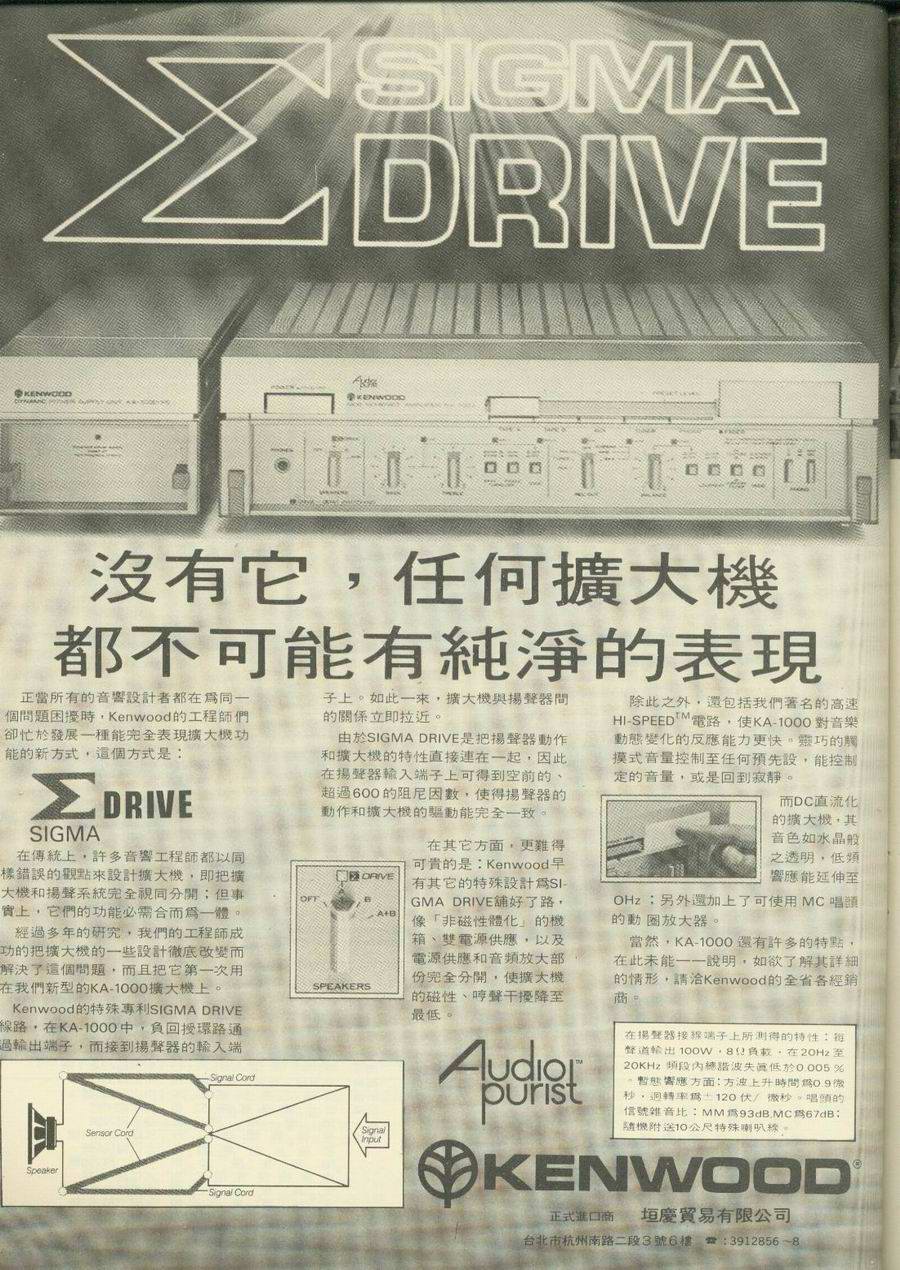 Σ SIGMA
DRIVE
KENWOOD
Audio
purist
KENWOOD
沒有它，任何擴大機
都不可能有純淨的表現
正當所有的音響設計者都在爲同一
個問題困擾時，Kenwood的工程師們
卻忙於發展一種能完全表現擴大機功
能的新方式，這個方式是：
Σ DRIVE
SIGMA
在傳統上，許多音響工程師都以同
樣錯誤的觀點來設計擴大機，即把擴
大機和揚聲系統完全視同分開；但事
實上，它們的功能必需合而爲一體。
經過多年的研究，我們的工程師成
功的把擴大機的一些設計徹底改變而
解決了這個問題，而且把它第一次用
在我們新型的KA-1000擴大機上。
Kenwood的特殊專利SIGMA DRIVE
線路，在KA-1000中，負回授環路通
過輸出端子，而接到揚聲器的輸入端
子上。如此一來，擴大機與揚聲器間
的關係立即拉近。
由於SIGMA DRIVE是把揚聲器動作
和擴大機的特性直接連在一起，因此
在揚聲器輸入端子上可得到空前的、
超過600的阻尼因數，使得揚聲器的
動作和擴大機的驅動能完全一致。
Σ DRIVE
OFF
A
B
A+B
SPEAKERS
在其它方面，更難得
可貴的是：Kenwood早
有其它的特殊設計爲SI-
GMA DRIVE舖好了路，
像「非磁性體化」的機
箱、雙電源供應，以及
電源供應和音頻放大部
份完全分開，使擴大機
的磁性、哼聲干擾降至
最低。
除此之外，還包括我們著名的高速
HI-SPEED™電路，使KA-1000對音樂
動態變化的反應能力更快。靈巧的觸
摸式音量控制至任何預先設，能控制
定的音量，或是回到寂靜。
而DC直流化
的擴大機，其
音色如水晶般
之透明，低頻
響應能延伸至
OHz；另外還加上了可使用MC唱頭
的動 圈放大器。
當然，KA-1000 還有許多的特點，
在此未能一一說明，如欲了解其詳細
的情形，請洽Kenwood的全省各經銷
商。
在揚聲器接線端子上所測得的特性：每
聲道輸出100W，8Ω負載，在20Hz至
20KHz 頻段內總諧波失眞低於0.005％
。暫態響應方面：方波上升時間爲0.9微
秒，迴轉率爲±120伏/微秒。唱頭的
信號雜音比：MM爲93dB,MC爲67dB；
隨機附送10公尺特殊喇叭線。
Signal Cord
Sensor Cord
Signal Input
Speaker
Signal Cord
Audio™
purist
KENWOOD®
正式進口商 垣慶貿易有限公司
台北市杭州南路二段3號6樓 ☎：3912856～8